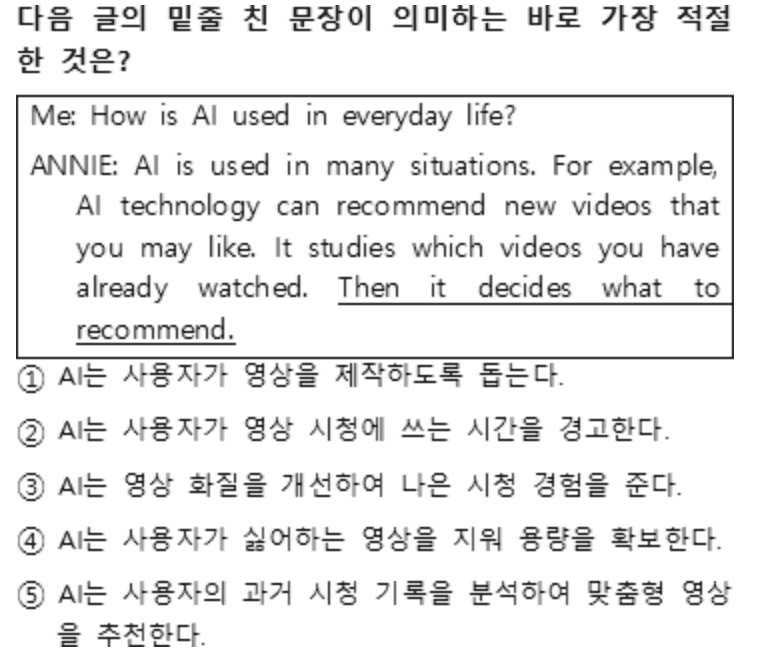 다음 글의 밑줄 친 문장이 의미하는 바로 가장 적절
한 것은?
Me: How is AI used in everyday life?
ANNIE: AI is used in many situations. For example,
AI technology can recommend new videos that
you may like. It studies which videos you have
already watched. Then it decides what to
recommend.
① AI는 사용자가 영상을 제작하도록 돕는다.
② AI는 사용자가 영상 시청에 쓰는 시간을 경고한다.
③ AI는 영상 화질을 개선하여 나은 시청 경험을 준다.
④ AI는 사용자가 싫어하는 영상을 지워 용량을 확보한다.
⑤ AI는 사용자의 과거 시청 기록을 분석하여 맞춤형 영상
을 추천한다.